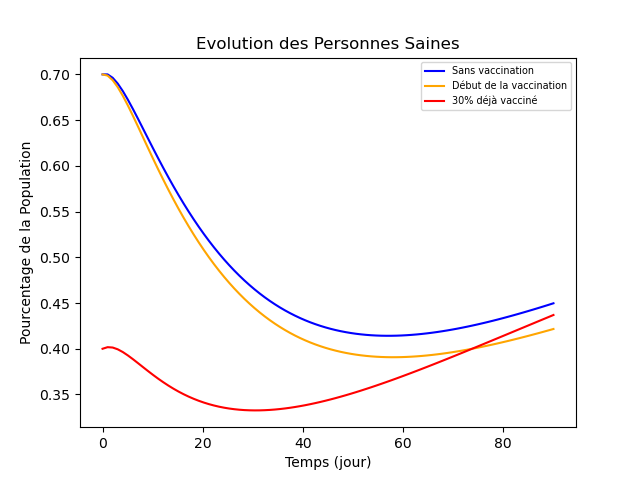 Evolution des Personnes Saines
Sans vaccination
Début de la vaccination
30% déjà vacciné
Pourcentage de la Population
0.70
0.65
0.60
0.55
0.50
0.45
0.40
0.35
0 20 40 60 80
Temps (jour)